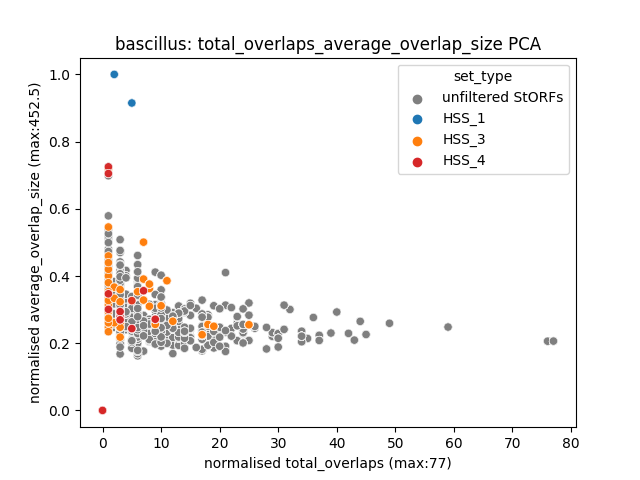 bascillus: total_overlaps_average_overlap_size PCA
set_type
unfiltered StORFs
HSS_1
HSS_3
HSS_4
normalised average_overlap_size (max:452.5)
1.0
0.8
0.6
0.4
0.2
0.0
0 10 20 30 40 50 60 70 80
normalised total_overlaps (max:77)